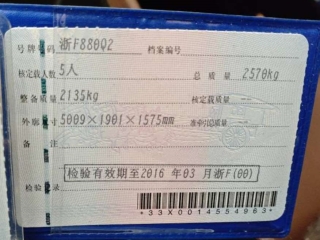 号牌号码 浙F880Q2 档案编号
核定载人数 5人 总质量 2570kg
整备质量 2135kg 核定载质量 --
外廓尺寸 5009×1901×1575mm 准牵引总质量 --
备注
检验有效期至2016年03月浙F(00)
检验记录
*33X0014554963*